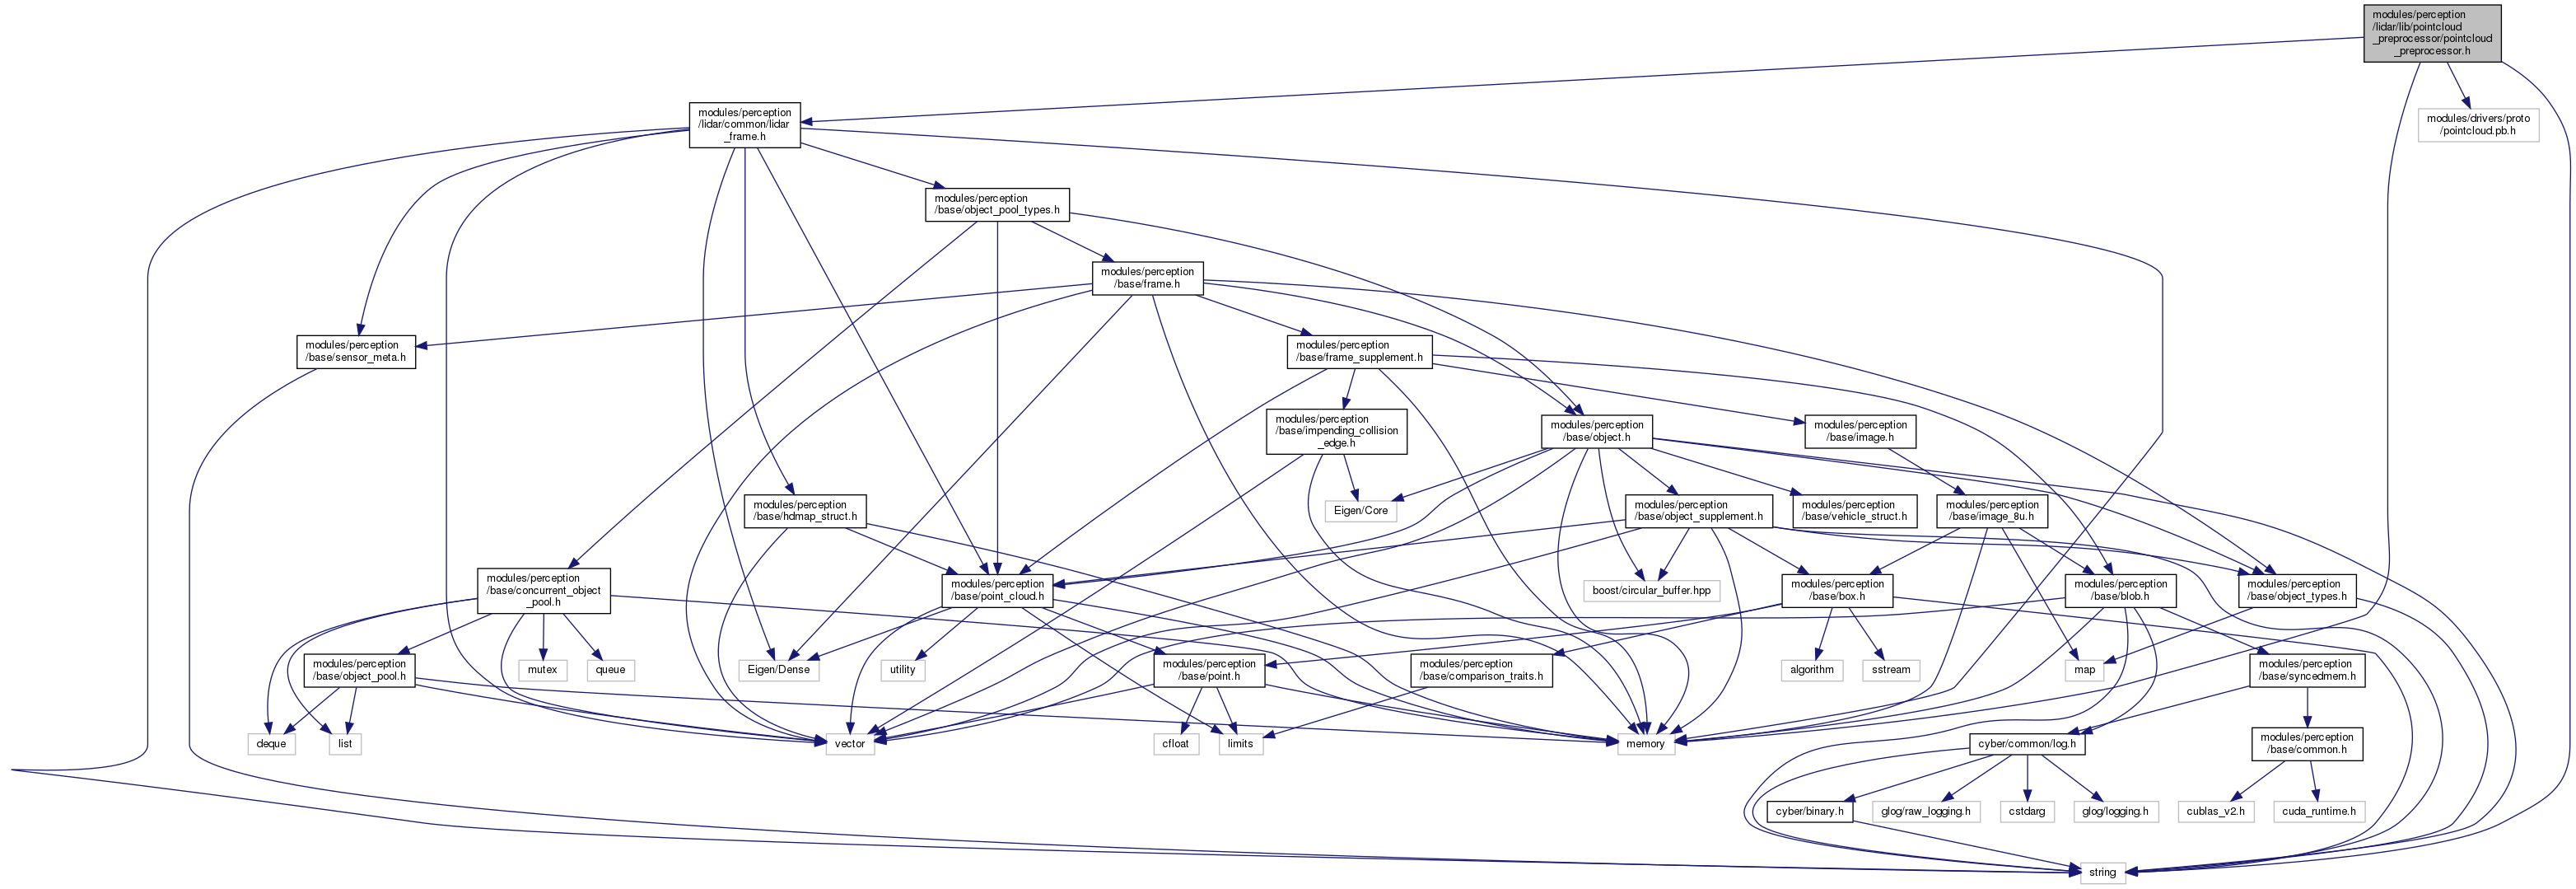 modules/perception
/lidar/lib/pointcloud
_preprocessor/pointcloud
_preprocessor.h
modules/perception
/lidar/common/lidar
_frame.h
modules/drivers/proto
/pointcloud.pb.h
modules/perception
/base/object_pool_types.h
modules/perception
/base/frame.h
modules/perception
/base/sensor_meta.h
modules/perception
/base/frame_supplement.h
modules/perception
/base/impending_collision
_edge.h
modules/perception
/base/object.h
modules/perception
/base/image.h
modules/perception
/base/hdmap_struct.h
Eigen/Core
modules/perception
/base/object_supplement.h
modules/perception
/base/vehicle_struct.h
modules/perception
/base/image_8u.h
modules/perception
/base/concurrent_object
_pool.h
modules/perception
/base/point_cloud.h
boost/circular_buffer.hpp
modules/perception
/base/box.h
modules/perception
/base/blob.h
modules/perception
/base/object_types.h
modules/perception
/base/object_pool.h
mutex
queue
Eigen/Dense
utility
modules/perception
/base/point.h
modules/perception
/base/comparison_traits.h
algorithm
sstream
map
modules/perception
/base/syncedmem.h
deque
list
vector
cfloat
limits
memory
cyber/common/log.h
modules/perception
/base/common.h
cyber/binary.h
glog/raw_logging.h
cstdarg
glog/logging.h
cublas_v2.h
cuda_runtime.h
string